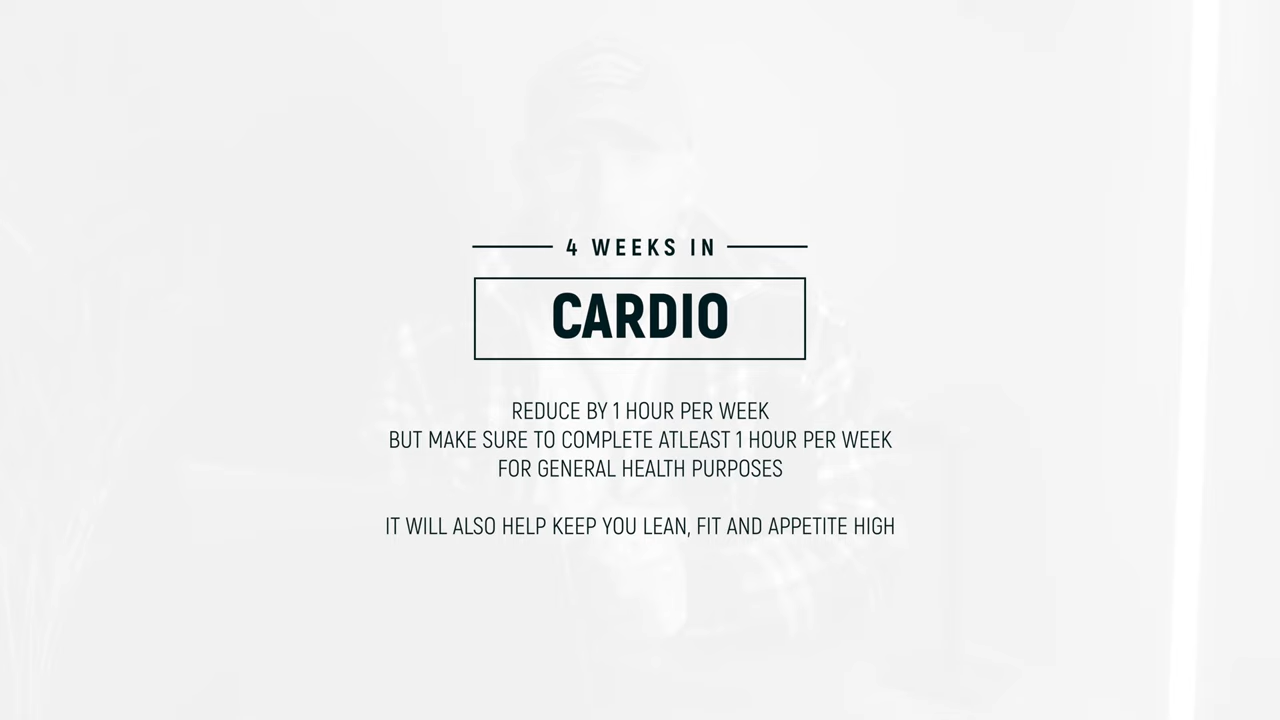 4 WEEKS IN
CARDIO
REDUCE BY 1 HOUR PER WEEK
BUT MAKE SURE TO COMPLETE ATLEAST 1 HOUR PER WEEK
FOR GENERAL HEALTH PURPOSES
IT WILL ALSO HELP KEEP YOU LEAN, FIT AND APPETITE HIGH